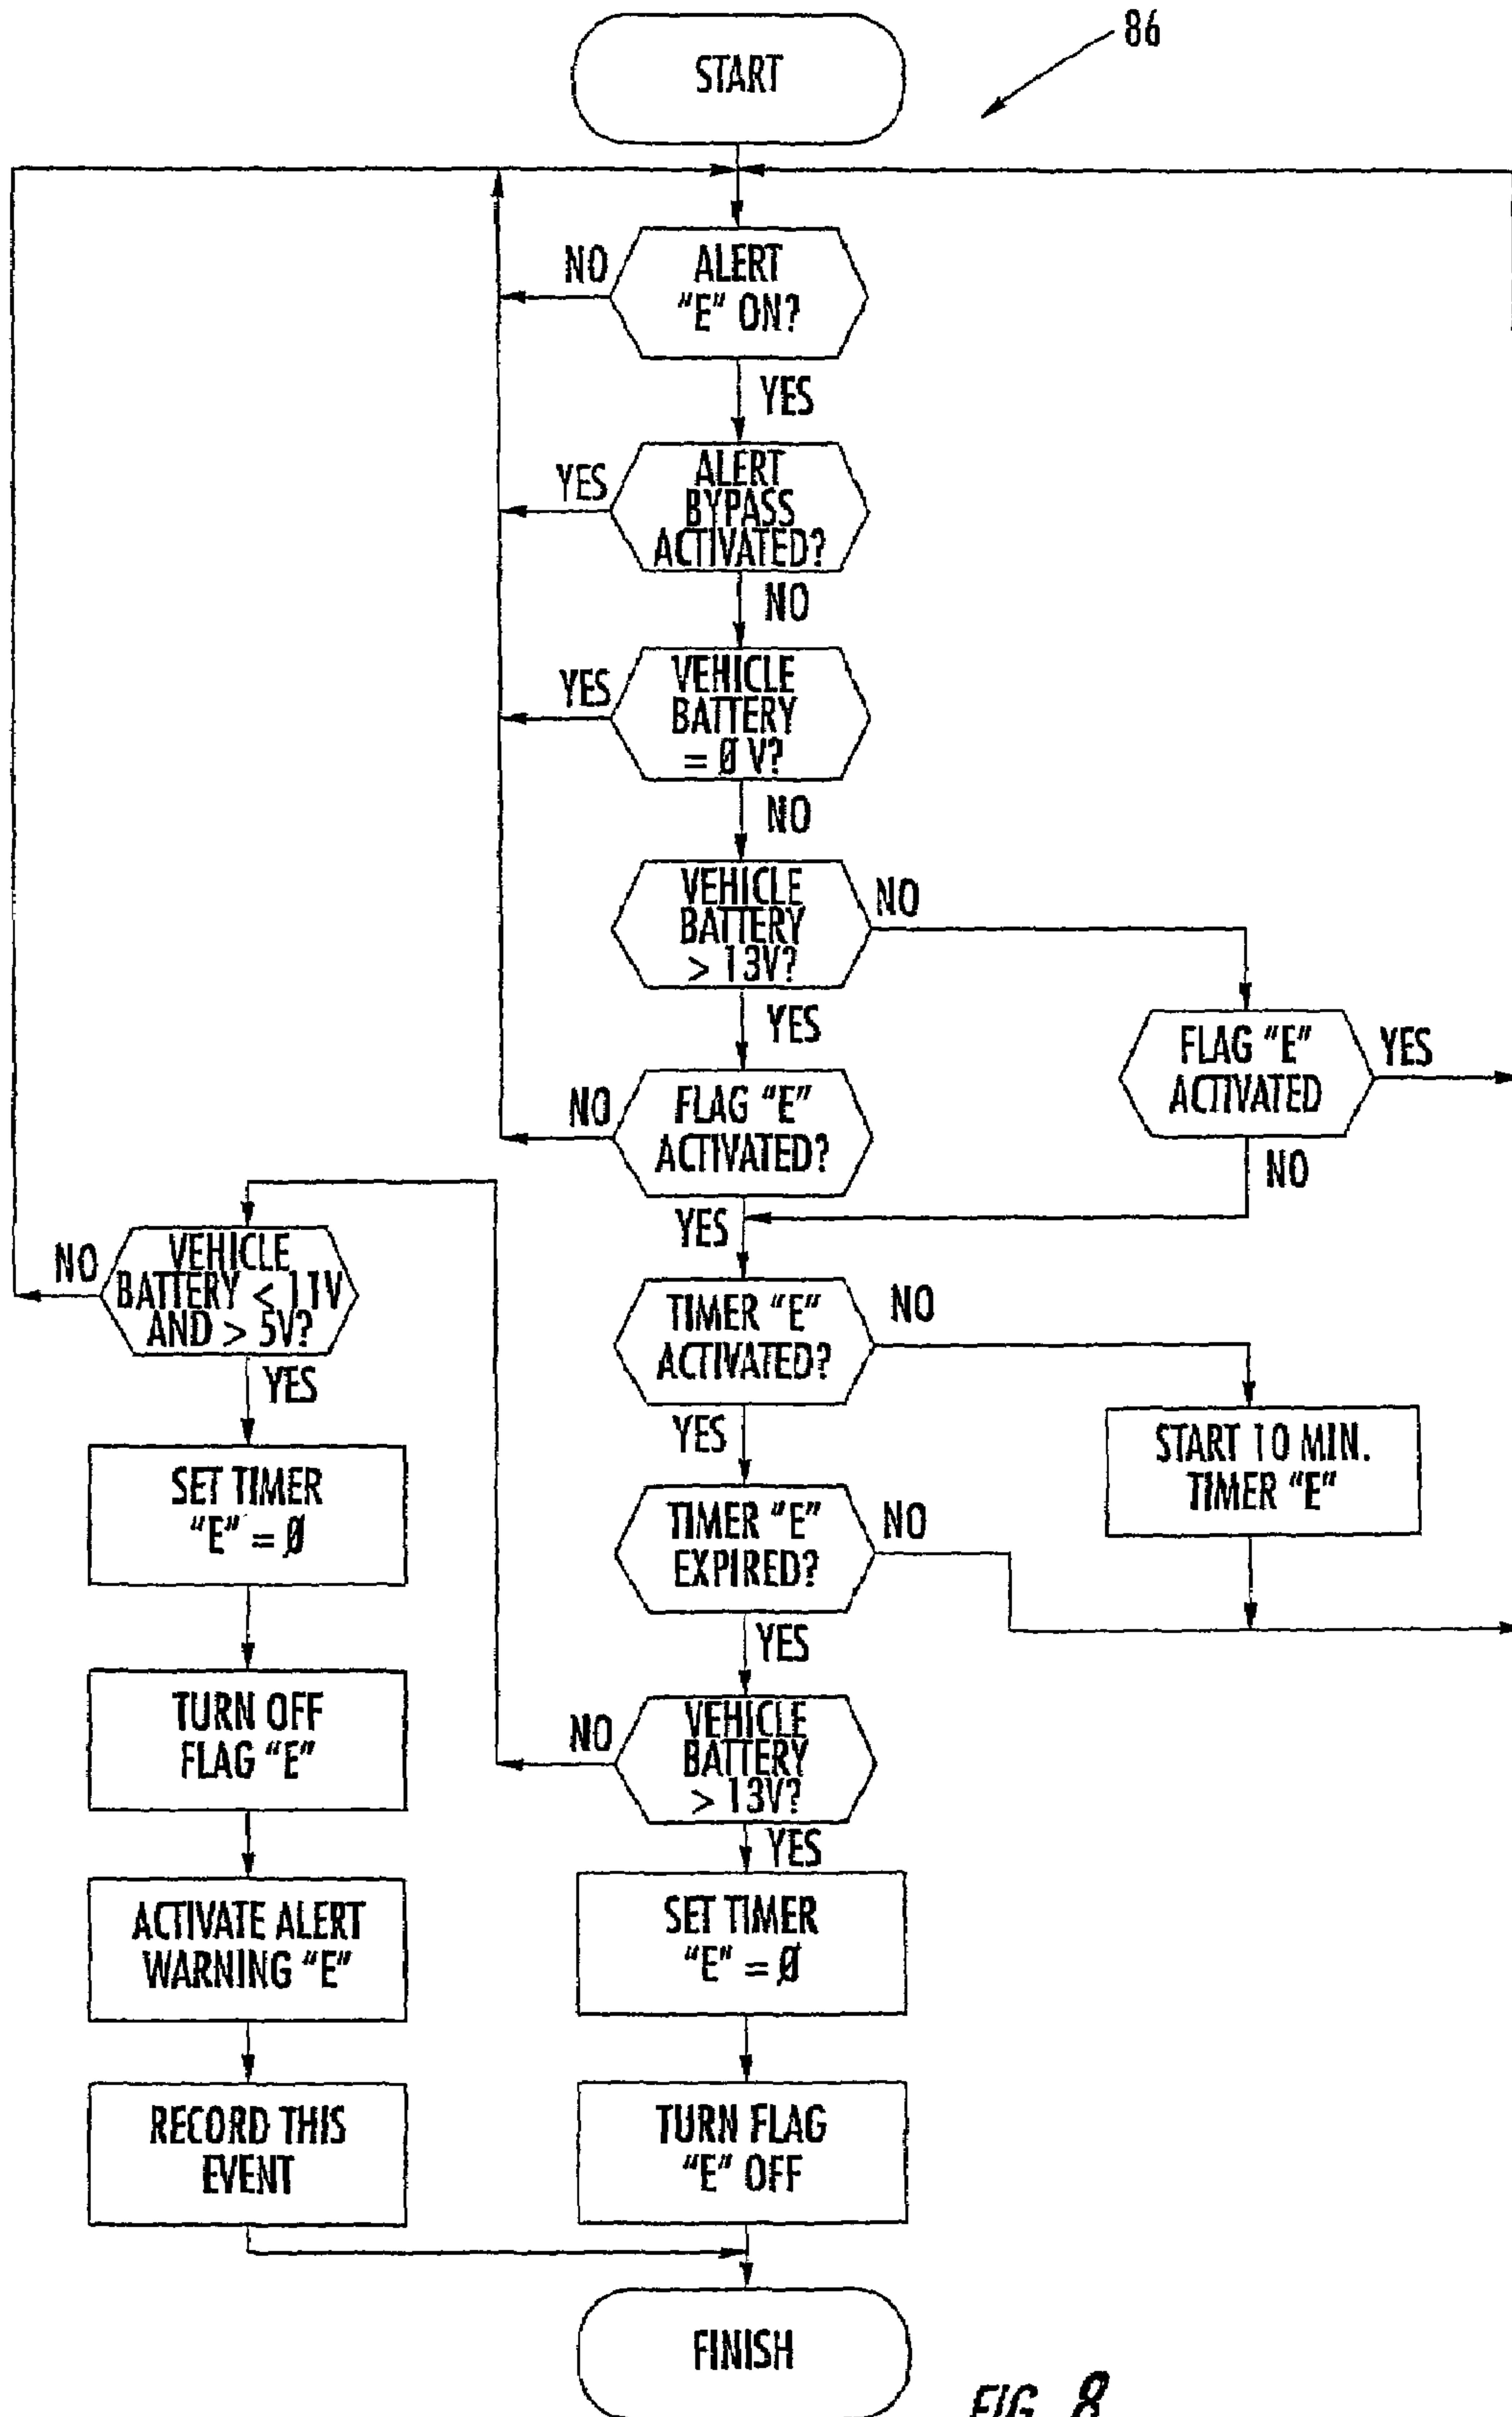 86
START
ALERT
"E" ON?
NO
YES
ALERT
BYPASS
ACTIVATED?
YES
NO
VEHICLE
BATTERY
= Ø V?
YES
NO
VEHICLE
BATTERY
> 13V?
NO
YES
FLAG "E"
ACTIVATED
YES
NO
FLAG "E"
ACTIVATED?
NO
YES
VEHICLE
BATTERY < 11V
AND > 5V?
NO
YES
TIMER "E"
ACTIVATED?
NO
YES
START 10 MIN.
TIMER "E"
SET TIMER
"E" = Ø
TIMER "E"
EXPIRED?
NO
YES
TURN OFF
FLAG "E"
VEHICLE
BATTERY
> 13V?
NO
YES
ACTIVATE ALERT
WARNING "E"
SET TIMER
"E" = Ø
RECORD THIS
EVENT
TURN FLAG
"E" OFF
FINISH
FIG. 8